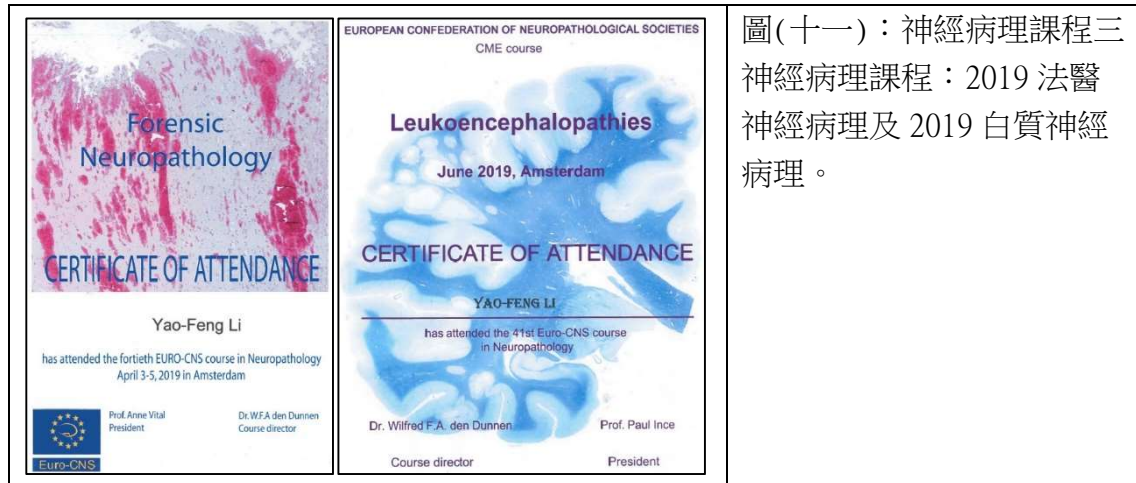 Forensic
Neuropathology
CERTIFICATE OF ATTENDANCE
Yao-Feng Li
has attended the fortieth EURO-CNS course in Neuropathology
April 3-5, 2019 in Amsterdam
Prof. Anne Vital
President
Dr. W.F.A den Dunnen
Course director
Euro-CNS
EUROPEAN CONFEDERATION OF NEUROPATHOLOGICAL SOCIETIES
CME course
Leukoencephalopathies
June 2019, Amsterdam
CERTIFICATE OF ATTENDANCE
YAO-FENG LI
has attended the 41st Euro-CNS course
in Neuropathology
Dr. Wilfred F.A. den Dunnen
Course director
Prof. Paul Ince
President
圖(十一)：神經病理課程三
神經病理課程：2019 法醫
神經病理及 2019 白質神經
病理。